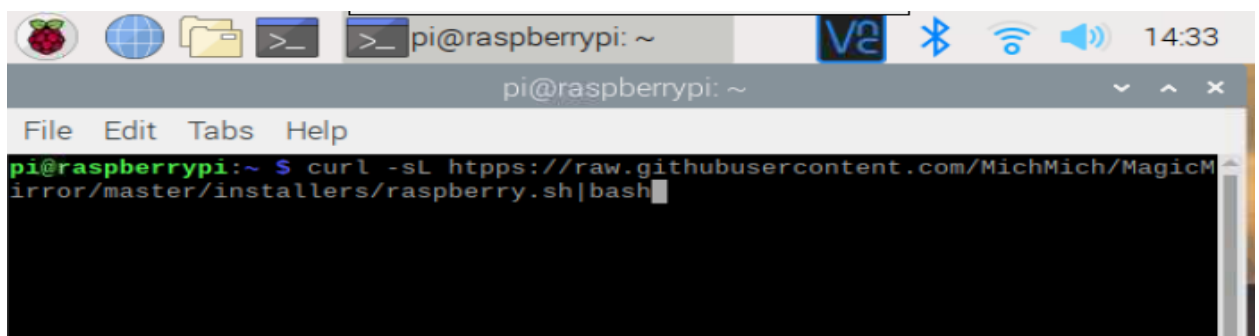 >_ >_ pi@raspberrypi: ~ V2 14:33
pi@raspberrypi: ~
File Edit Tabs Help
pi@raspberrypi:~ $ curl -sL htpps://raw.githubusercontent.com/MichMich/MagicM
irror/master/installers/raspberry.sh|bash